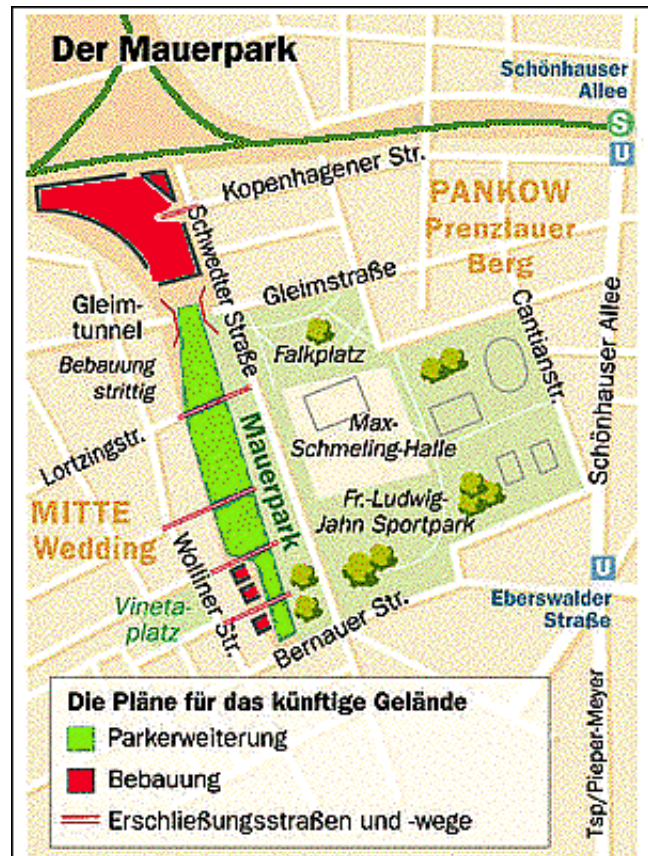 Der Mauerpark
Schönhauser
Allee
S
U
Kopenhagener Str.
PANKOW
Prenzlauer
Berg
Schwedter Straße
Gleimstraße
Gleim-
tunnel
Bebauung
strittig
Falkplatz
Cantianstr.
Schönhauser Allee
Max-
Schmeling-Halle
Lortzingstr.
Mauerpark
Fr.-Ludwig-
Jahn Sportpark
MITTE
Wedding
Wolliner Str.
Vineta-
platz
Bernauer Str.
U
Eberswalder
Straße
Die Pläne für das künftige Gelände
Parkerweiterung
Bebauung
Erschließungsstraßen und -wege
Tsp/Pieper-Meyer